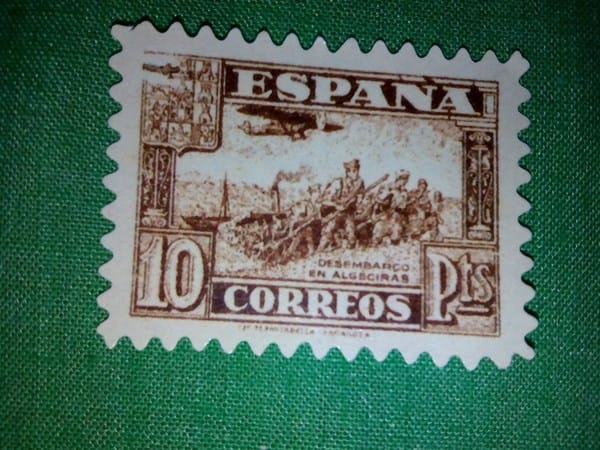 ESPAÑA
DESEMBARCO
EN ALGECIRAS
10 Pts
CORREOS